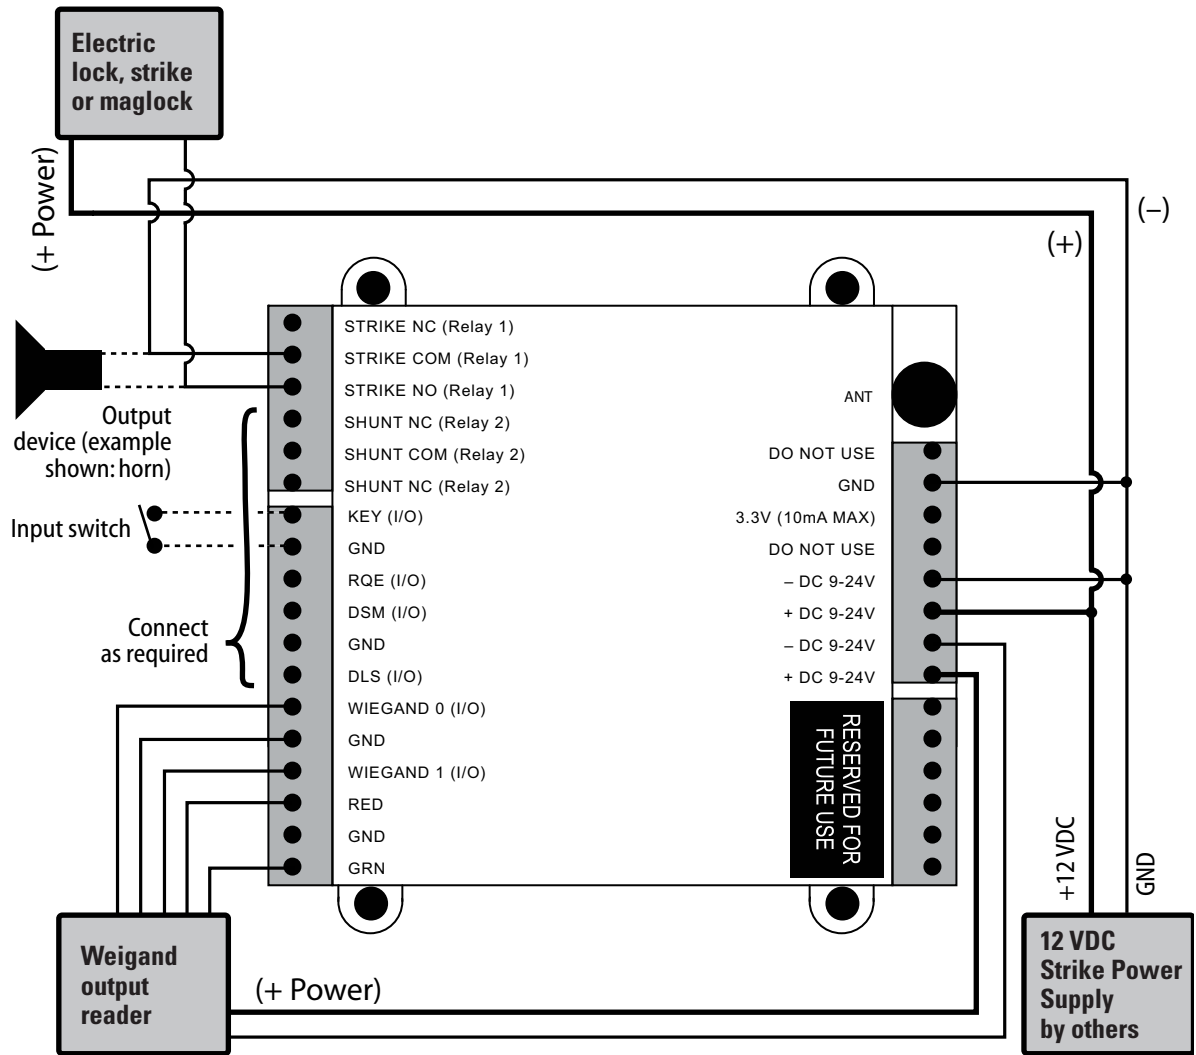 Electric
lock, strike
or maglock
(+ Power)
(–)
(+)
STRIKE NC (Relay 1)
STRIKE COM (Relay 1)
STRIKE NO (Relay 1)
SHUNT NC (Relay 2)
SHUNT COM (Relay 2)
SHUNT NC (Relay 2)
KEY (I/O)
GND
RQE (I/O)
DSM (I/O)
GND
DLS (I/O)
WIEGAND 0 (I/O)
GND
WIEGAND 1 (I/O)
RED
GND
GRN
Output
device (example
shown: horn)
Input switch
Connect
as required
ANT
DO NOT USE
GND
3.3V (10mA MAX)
DO NOT USE
– DC 9-24V
+ DC 9-24V
– DC 9-24V
+ DC 9-24V
RESERVED FOR
FUTURE USE
+12 VDC
GND
Weigand
output
reader
(+ Power)
12 VDC
Strike Power
Supply
by others